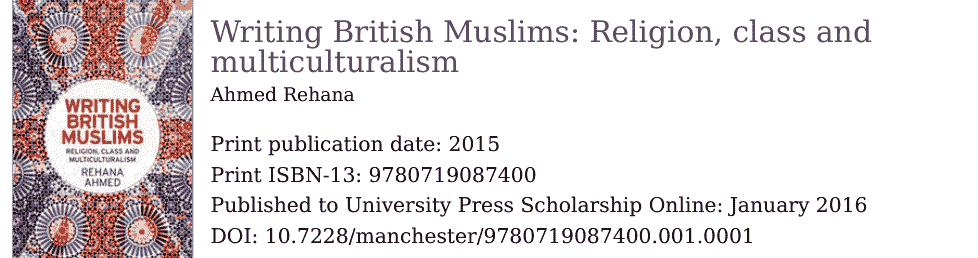 WRITING
BRITISH
MUSLIMS
RELIGION, CLASS AND
MULTICULTURALISM
REHANA
AHMED
Writing British Muslims: Religion, class and
multiculturalism
Ahmed Rehana
Print publication date: 2015
Print ISBN-13: 9780719087400
Published to University Press Scholarship Online: January 2016
DOI: 10.7228/manchester/9780719087400.001.0001